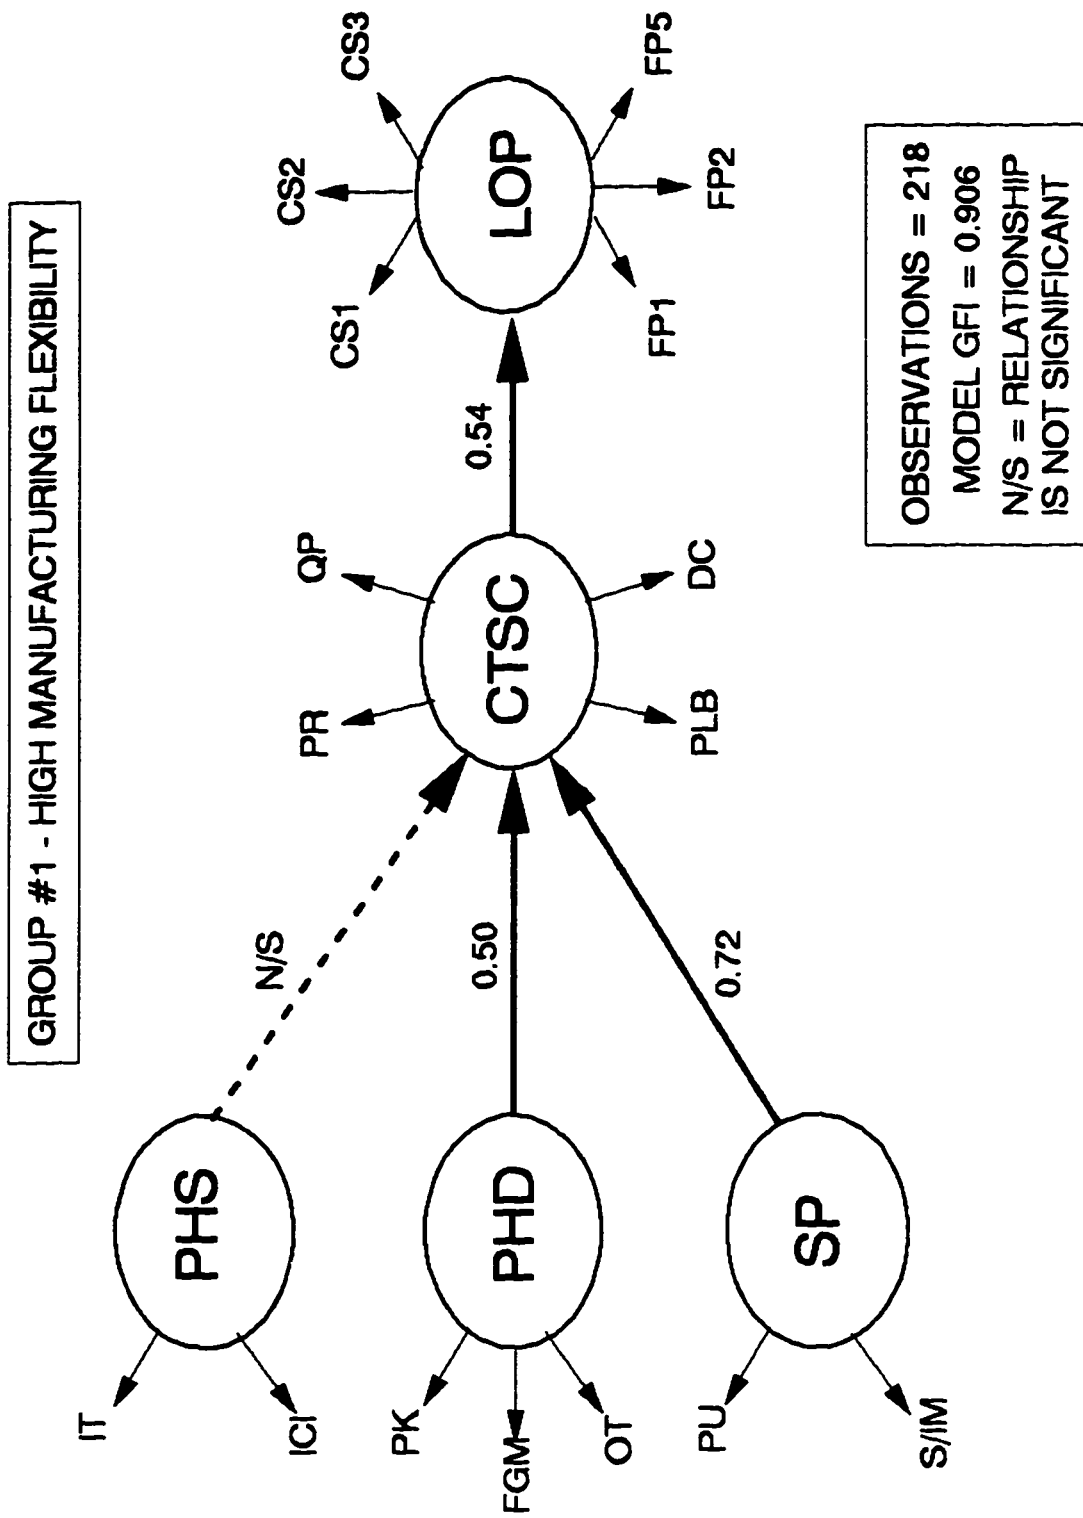 GROUP #1 - HIGH MANUFACTURING FLEXIBILITY
IT
ICI
PHS
N/S
PK
FGM
OT
PHD
0.50
PU
S/IM
SP
0.72
PR
QP
CTSC
PLB
DC
0.54
CS1
CS2
CS3
LOP
FP1
FP2
FP5
OBSERVATIONS = 218
MODEL GFI = 0.906
N/S = RELATIONSHIP
IS NOT SIGNIFICANT